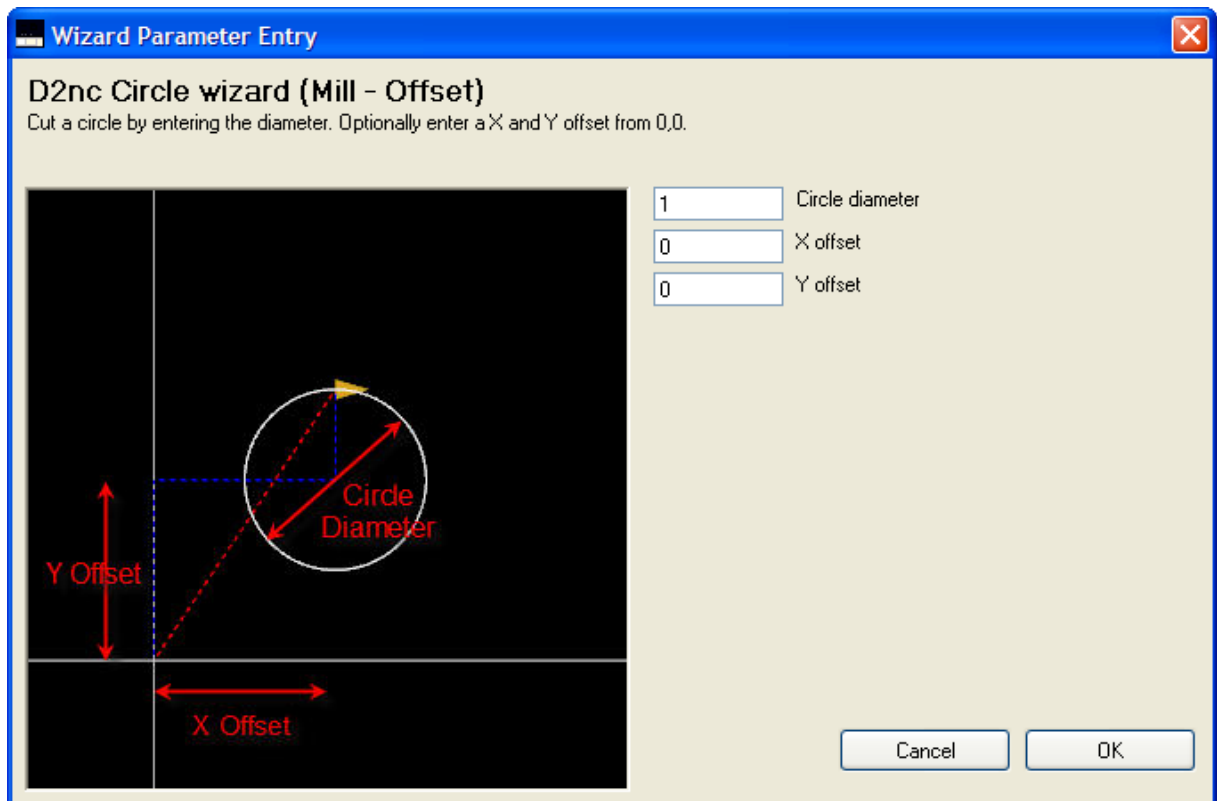 Wizard Parameter Entry
D2nc Circle wizard (Mill - Offset)
Cut a circle by entering the diameter. Optionally enter a X and Y offset from 0,0.
1 Circle diameter
0 X offset
0 Y offset
Circle
Diameter
Y Offset
X Offset
Cancel OK